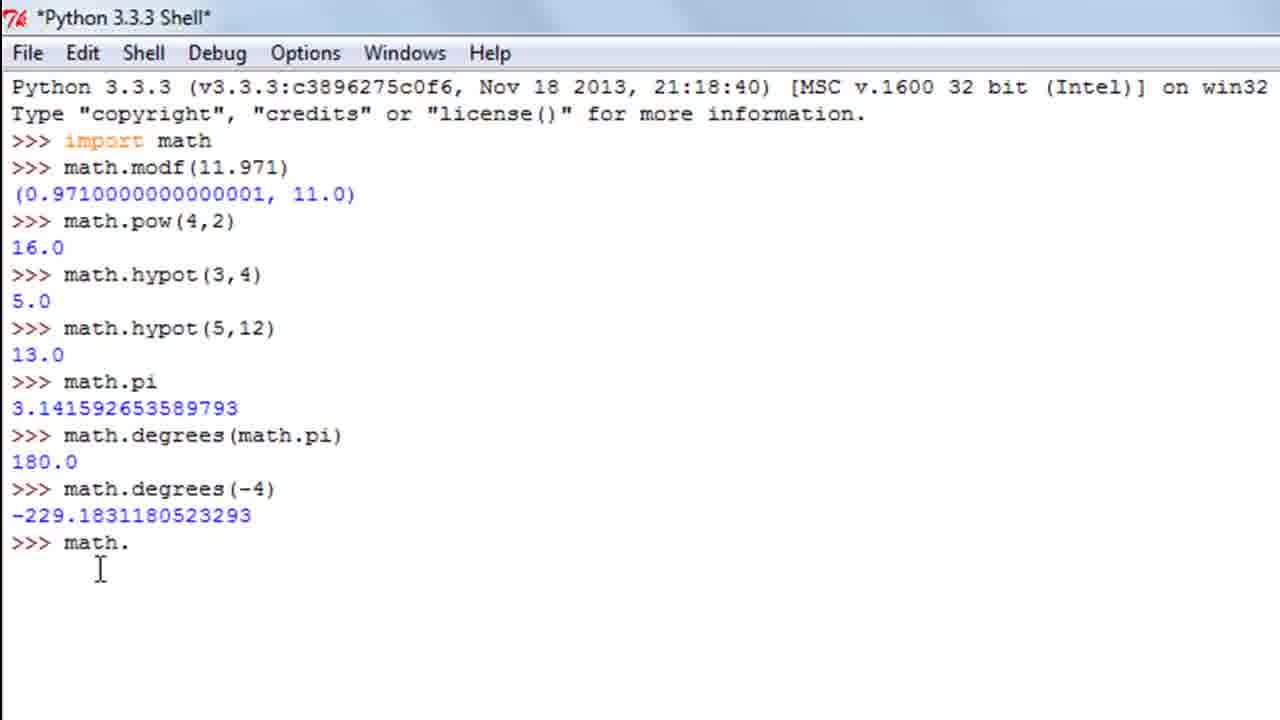 *Python 3.3.3 Shell*
File Edit Shell Debug Options Windows Help
Python 3.3.3 (v3.3.3:c3896275c0f6, Nov 18 2013, 21:18:40) [MSC v.1600 32 bit (Intel)] on win32
Type "copyright", "credits" or "license()" for more information.
>>> import math
>>> math.modf(11.971)
(0.9710000000000001, 11.0)
>>> math.pow(4,2)
16.0
>>> math.hypot(3,4)
5.0
>>> math.hypot(5,12)
13.0
>>> math.pi
3.141592653589793
>>> math.degrees(math.pi)
180.0
>>> math.degrees(-4)
-229.1831180523293
>>> math.